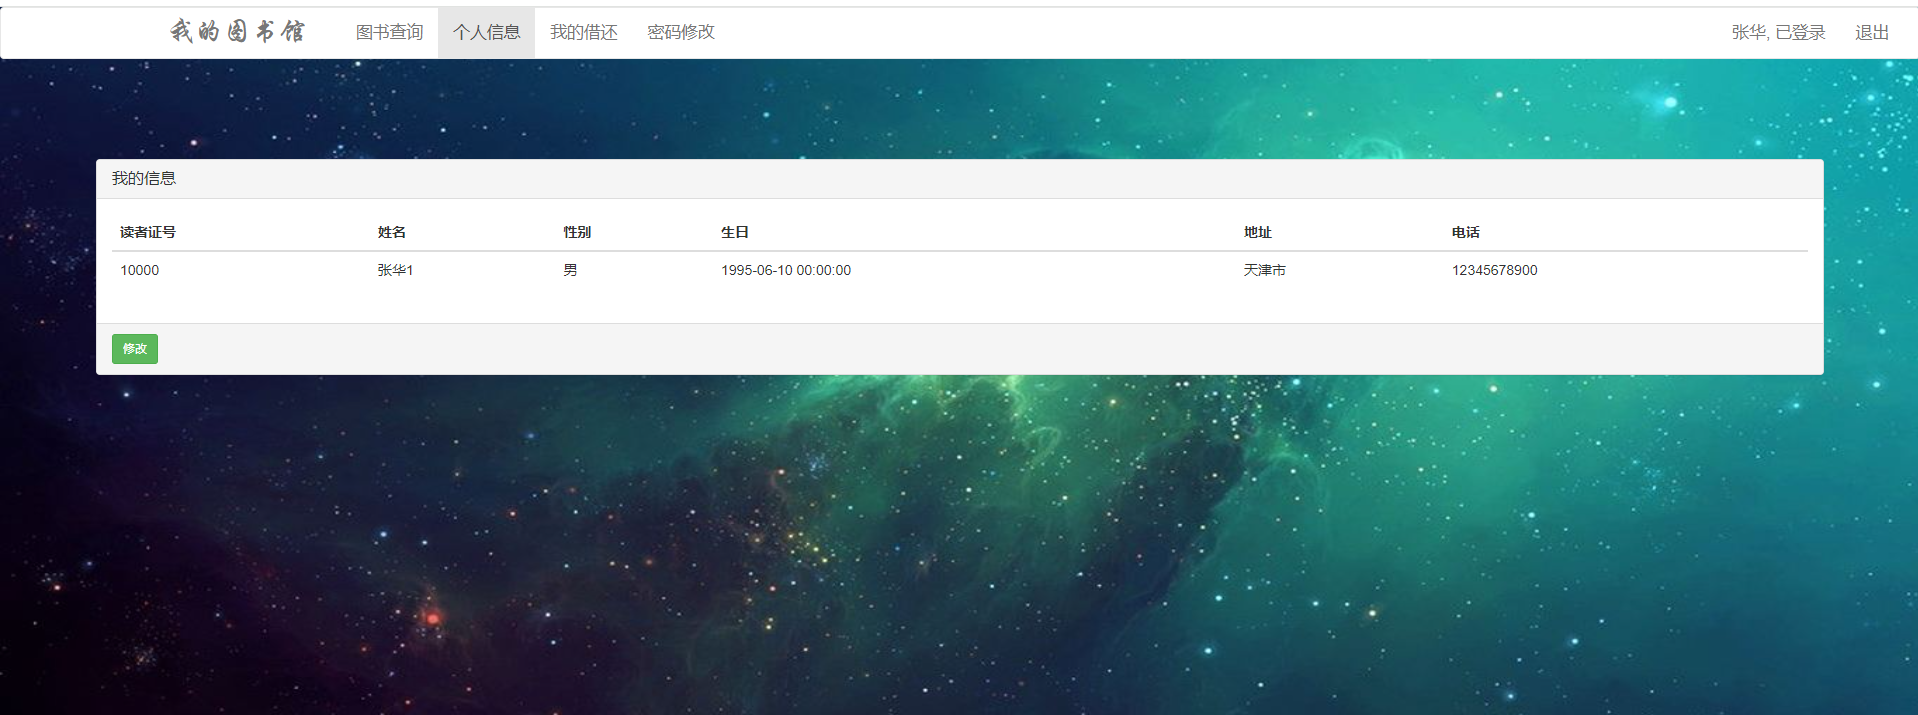 我的图书馆 图书查询 个人信息 我的借还 密码修改 张华, 已登录 退出
我的信息
读者证号 姓名 性别 生日 地址 电话
10000 张华1 男 1995-06-10 00:00:00 天津市 12345678900
修改